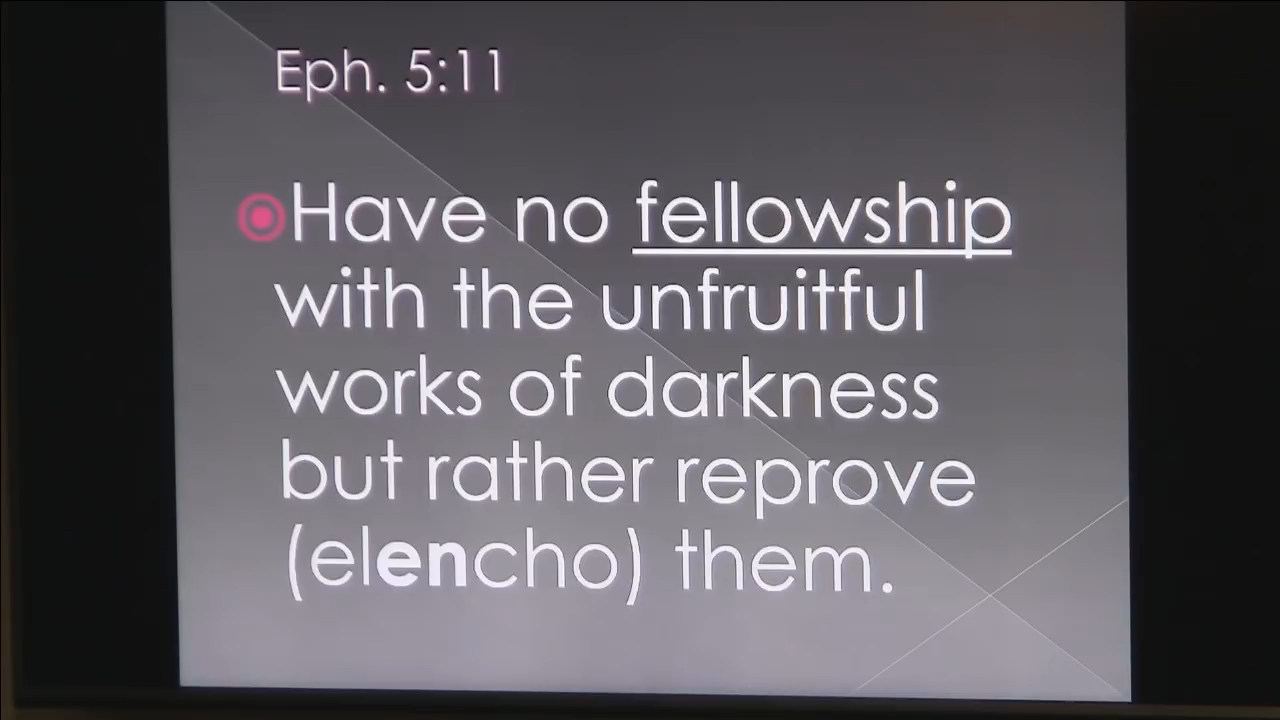 Eph. 5:11
Have no fellowship
with the unfruitful
works of darkness
but rather reprove
(elencho) them.